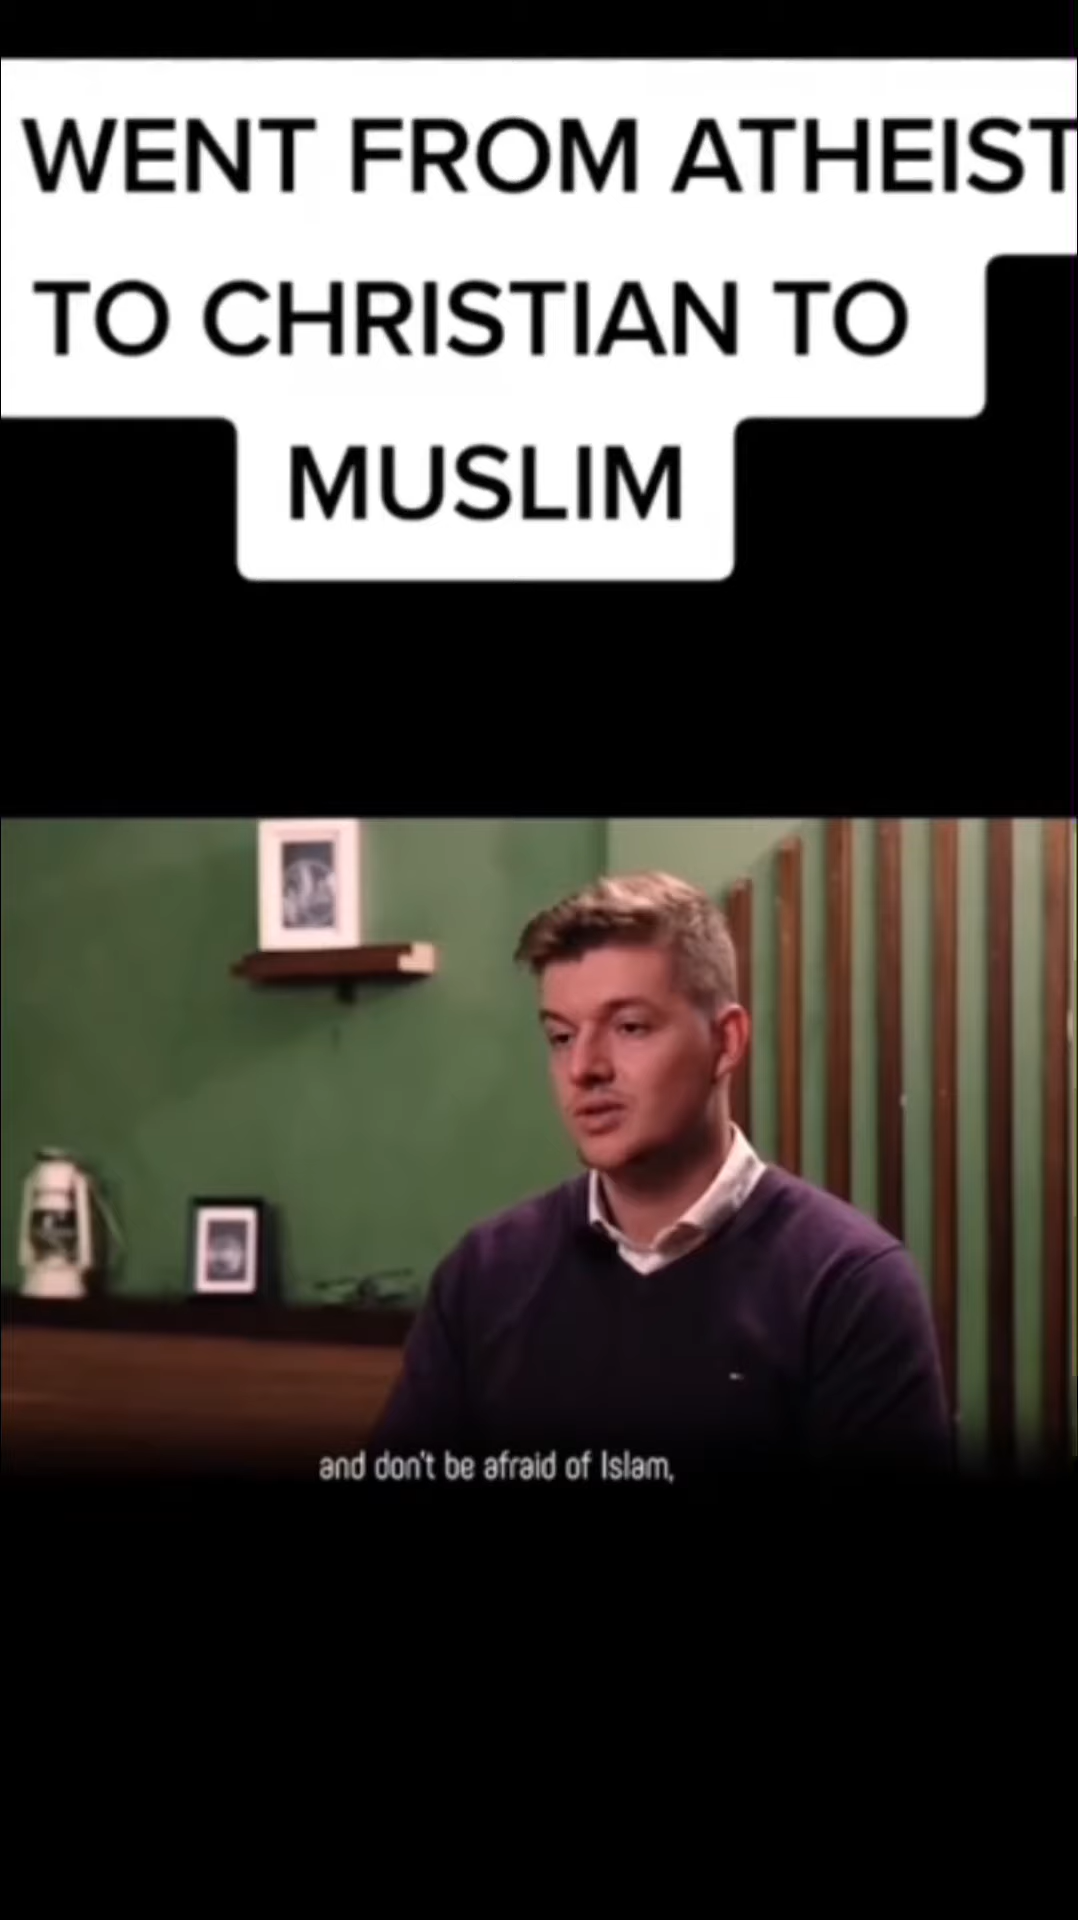 WENT FROM ATHEIST
TO CHRISTIAN TO
MUSLIM
and don't be afraid of Islam,